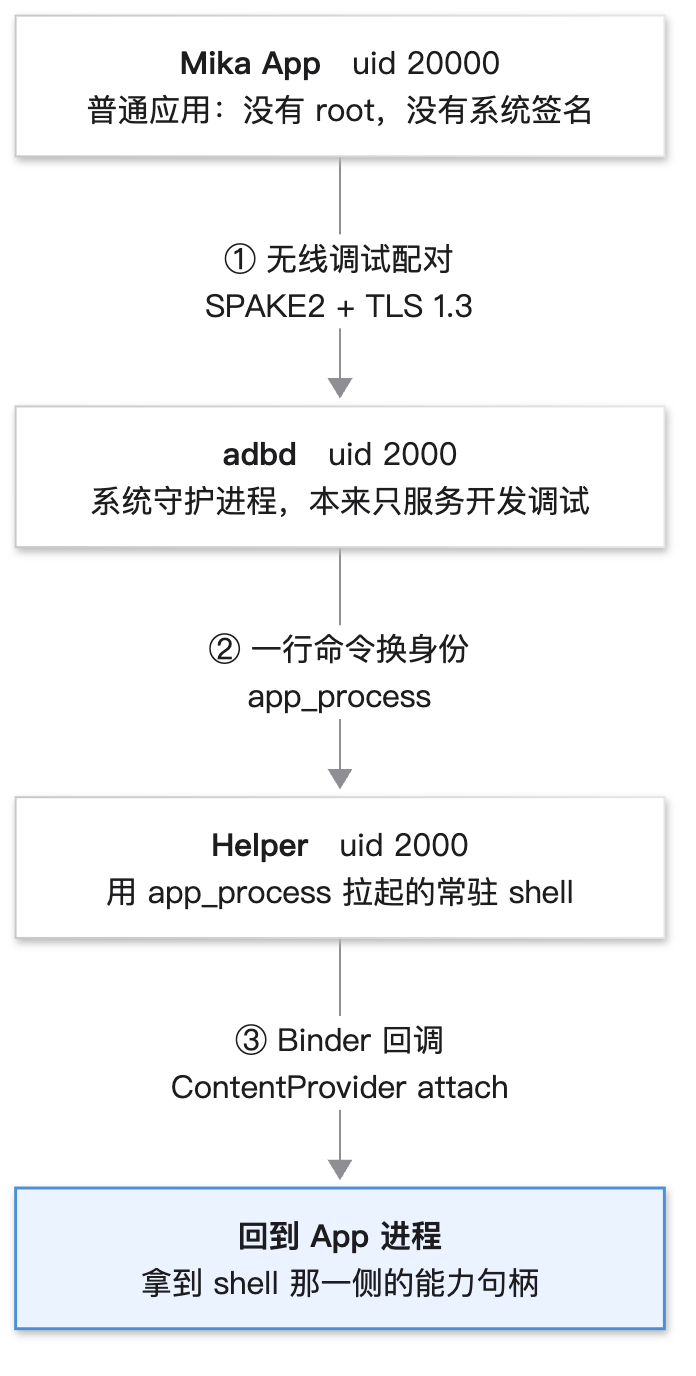 Mika App uid 20000
普通应用：没有 root，没有系统签名
① 无线调试配对
SPAKE2 + TLS 1.3
adbd uid 2000
系统守护进程，本来只服务开发调试
② 一行命令换身份
app_process
Helper uid 2000
用 app_process 拉起的常驻 shell
③ Binder 回调
ContentProvider attach
回到 App 进程
拿到 shell 那一侧的能力句柄